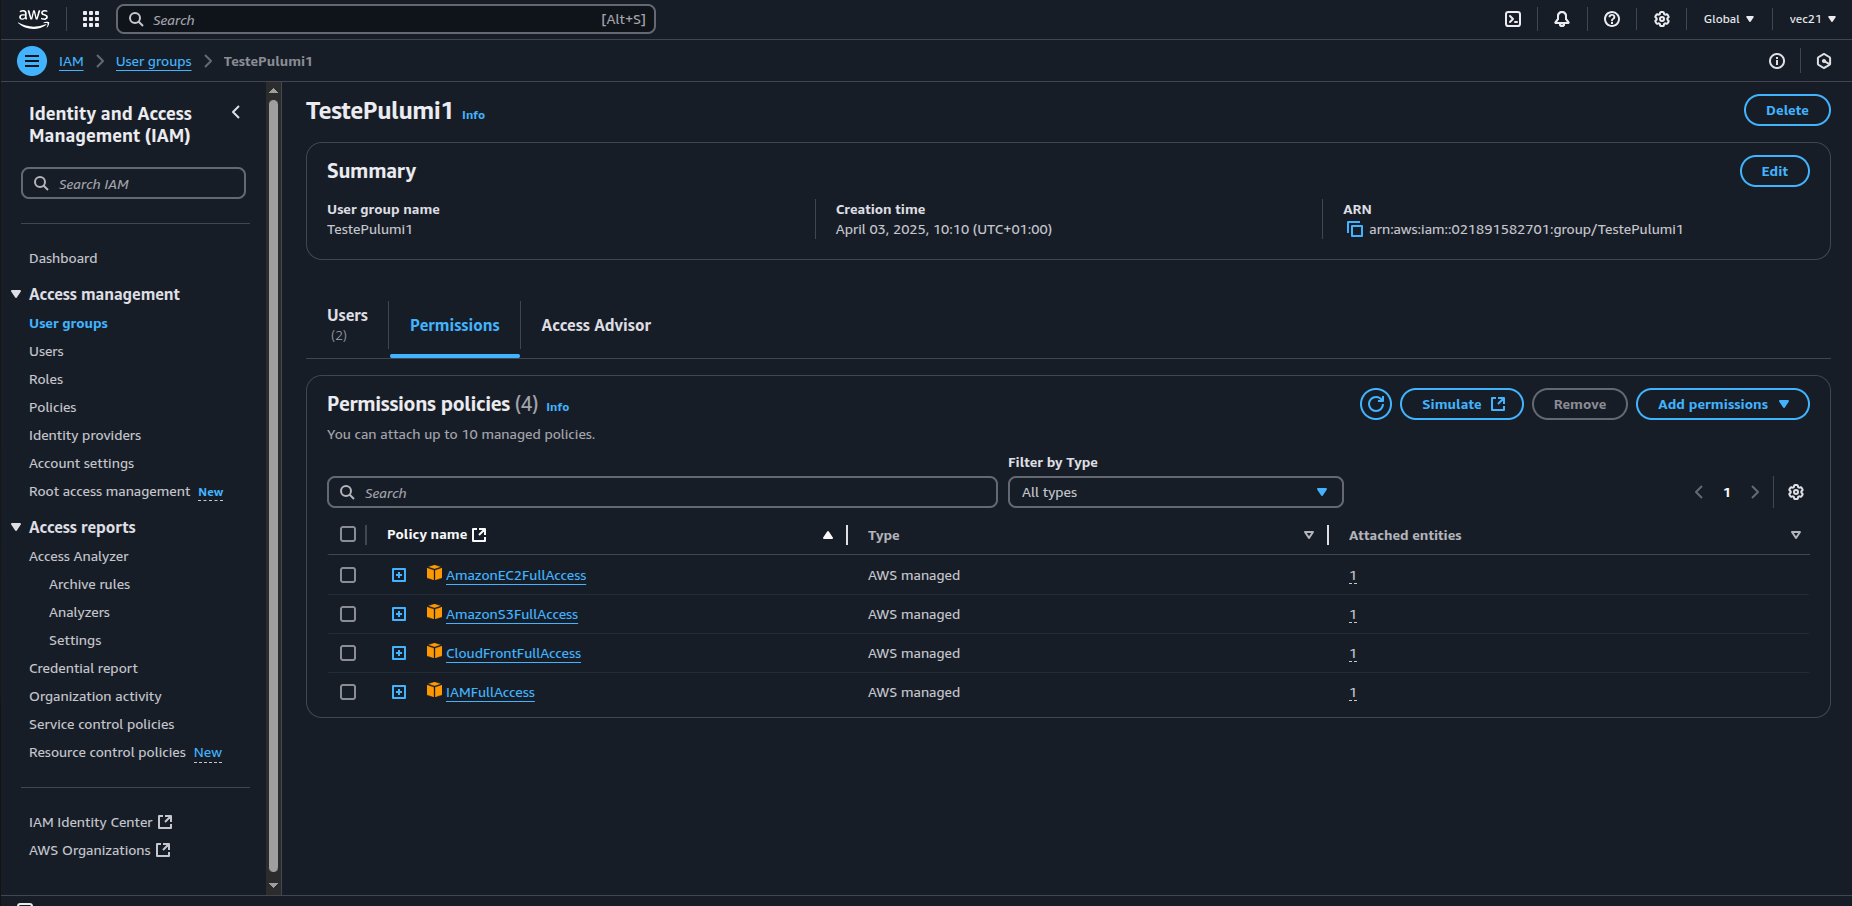 aws
Search
[Alt+S]
Global
vec21
IAM
User groups
TestePulumi1
Identity and Access
Management (IAM)
Search IAM
Dashboard
Access management
User groups
Users
Roles
Policies
Identity providers
Account settings
Root access management New
Access reports
Access Analyzer
Archive rules
Analyzers
Settings
Credential report
Organization activity
Service control policies
Resource control policies New
IAM Identity Center
AWS Organizations
TestePulumi1 Info
Delete
Summary
Edit
User group name
TestePulumi1
Creation time
April 03, 2025, 10:10 (UTC+01:00)
ARN
arn:aws:iam::021891582701:group/TestePulumi1
Users
(2)
Permissions
Access Advisor
Permissions policies (4) Info
You can attach up to 10 managed policies.
Simulate
Remove
Add permissions
Filter by Type
Search
All types
1
Policy name Type Attached entities
AmazonEC2FullAccess AWS managed 1
AmazonS3FullAccess AWS managed 1
CloudFrontFullAccess AWS managed 1
IAMFullAccess AWS managed 1